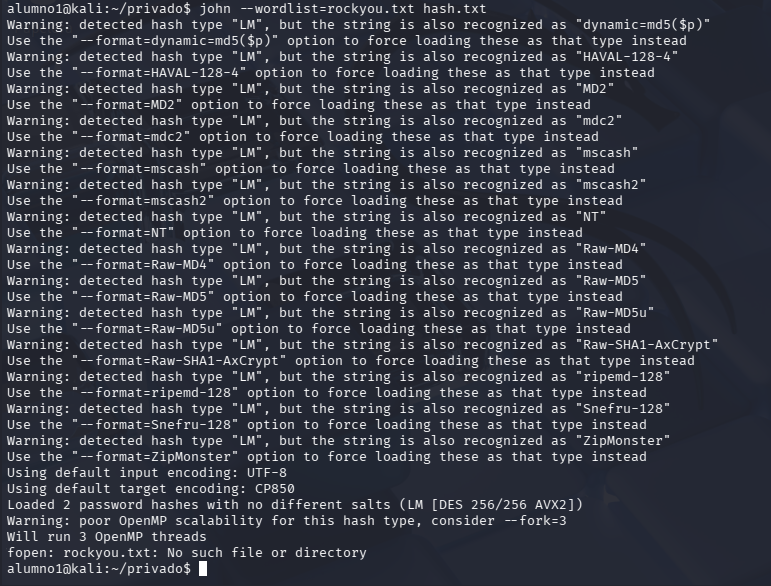 alumno1@kali:~/privado$ john --wordlist=rockyou.txt hash.txt
Warning: detected hash type "LM", but the string is also recognized as "dynamic=md5($p)"
Use the "--format=dynamic=md5($p)" option to force loading these as that type instead
Warning: detected hash type "LM", but the string is also recognized as "HAVAL-128-4"
Use the "--format=HAVAL-128-4" option to force loading these as that type instead
Warning: detected hash type "LM", but the string is also recognized as "MD2"
Use the "--format=MD2" option to force loading these as that type instead
Warning: detected hash type "LM", but the string is also recognized as "mdc2"
Use the "--format=mdc2" option to force loading these as that type instead
Warning: detected hash type "LM", but the string is also recognized as "mscash"
Use the "--format=mscash" option to force loading these as that type instead
Warning: detected hash type "LM", but the string is also recognized as "mscash2"
Use the "--format=mscash2" option to force loading these as that type instead
Warning: detected hash type "LM", but the string is also recognized as "NT"
Use the "--format=NT" option to force loading these as that type instead
Warning: detected hash type "LM", but the string is also recognized as "Raw-MD4"
Use the "--format=Raw-MD4" option to force loading these as that type instead
Warning: detected hash type "LM", but the string is also recognized as "Raw-MD5"
Use the "--format=Raw-MD5" option to force loading these as that type instead
Warning: detected hash type "LM", but the string is also recognized as "Raw-MD5u"
Use the "--format=Raw-MD5u" option to force loading these as that type instead
Warning: detected hash type "LM", but the string is also recognized as "Raw-SHA1-AxCrypt"
Use the "--format=Raw-SHA1-AxCrypt" option to force loading these as that type instead
Warning: detected hash type "LM", but the string is also recognized as "ripemd-128"
Use the "--format=ripemd-128" option to force loading these as that type instead
Warning: detected hash type "LM", but the string is also recognized as "Snefru-128"
Use the "--format=Snefru-128" option to force loading these as that type instead
Warning: detected hash type "LM", but the string is also recognized as "ZipMonster"
Use the "--format=ZipMonster" option to force loading these as that type instead
Using default input encoding: UTF-8
Using default target encoding: CP850
Loaded 2 password hashes with no different salts (LM [DES 256/256 AVX2])
Warning: poor OpenMP scalability for this hash type, consider --fork=3
Will run 3 OpenMP threads
fopen: rockyou.txt: No such file or directory
alumno1@kali:~/privado$